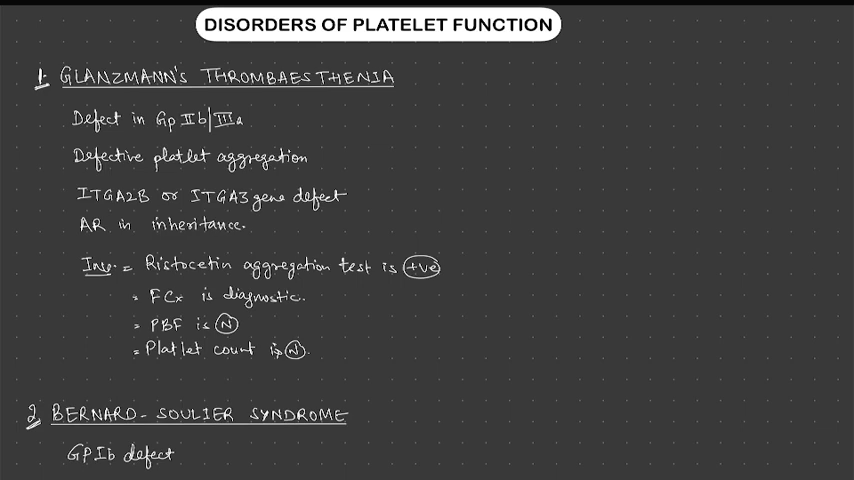 DISORDERS OF PLATELET FUNCTION
1. GLANZMANN'S THROMBAESTHENIA
Defect in Gp IIb/IIIa
Defective platlet aggregation
ITGA2B or ITGA3 gene defect
AR in inheritance.
Inv. = Ristocetin aggregation test is +ve
= FCx is diagnostic.
= PBF is N
= Platlet count is N.
2. BERNARD-SOULIER SYNDROME
GPIb defect